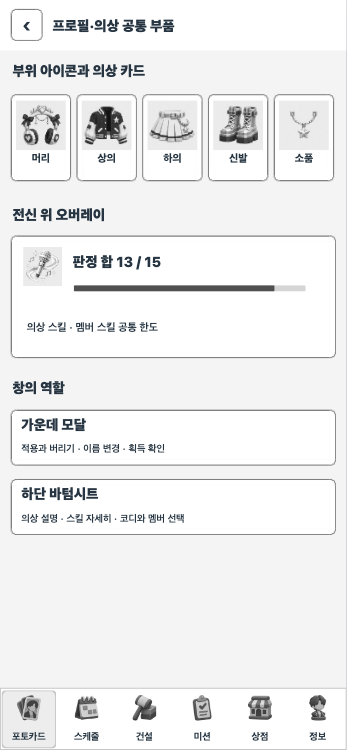 프로필·의상 공통 부품
부위 아이콘과 의상 카드
머리
상의
하의
신발
소품
전신 위 오버레이
판정 합 13 / 15
의상 스킬 · 멤버 스킬 공통 한도
창의 역할
가운데 모달
적용과 버리기 · 이름 변경 · 획득 확인
하단 바텀시트
의상 설명 · 스킬 자세히 · 코디와 멤버 선택
포토카드
스케줄
건설
미션
상점
정보